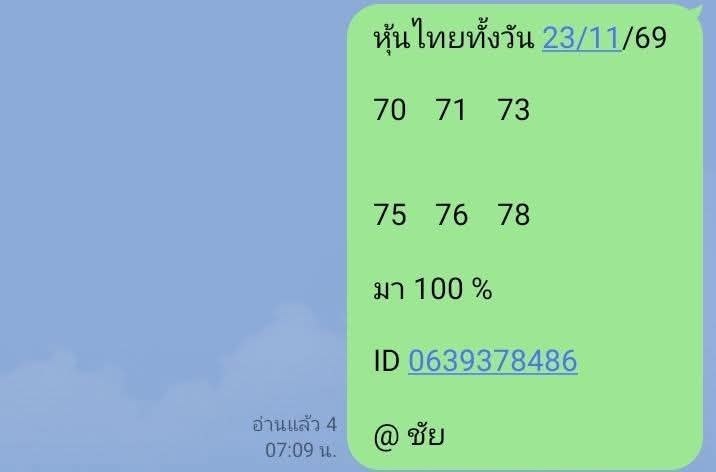 หุ้นไทยทั้งวัน 23/11/69
70 71 73
75 76 78
มา 100 %
ID 0639378486
@ ชัย
อ่านแล้ว 4
07:09 น.